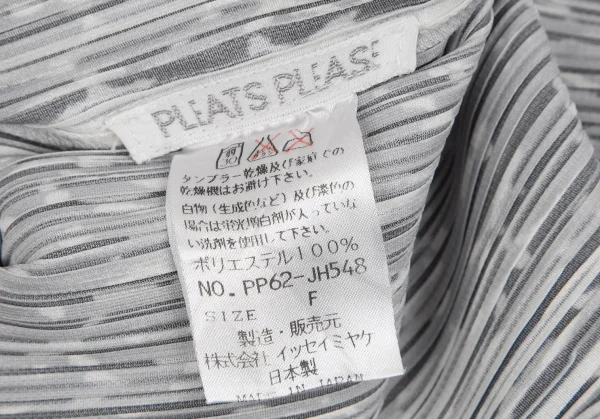 PLEATS PLEASE
タンブラー乾燥及び家庭での
乾燥機はお避け下さい。
白物(生成色など)及び淡色の
場合は蛍光増白剤が入っていな
い洗剤を使用して下さい。
ポリエステル100%
NO. PP62-JH548
SIZE F
製造・販売元
株式会社 イッセイミヤケ
日本製
MADE IN JAPAN